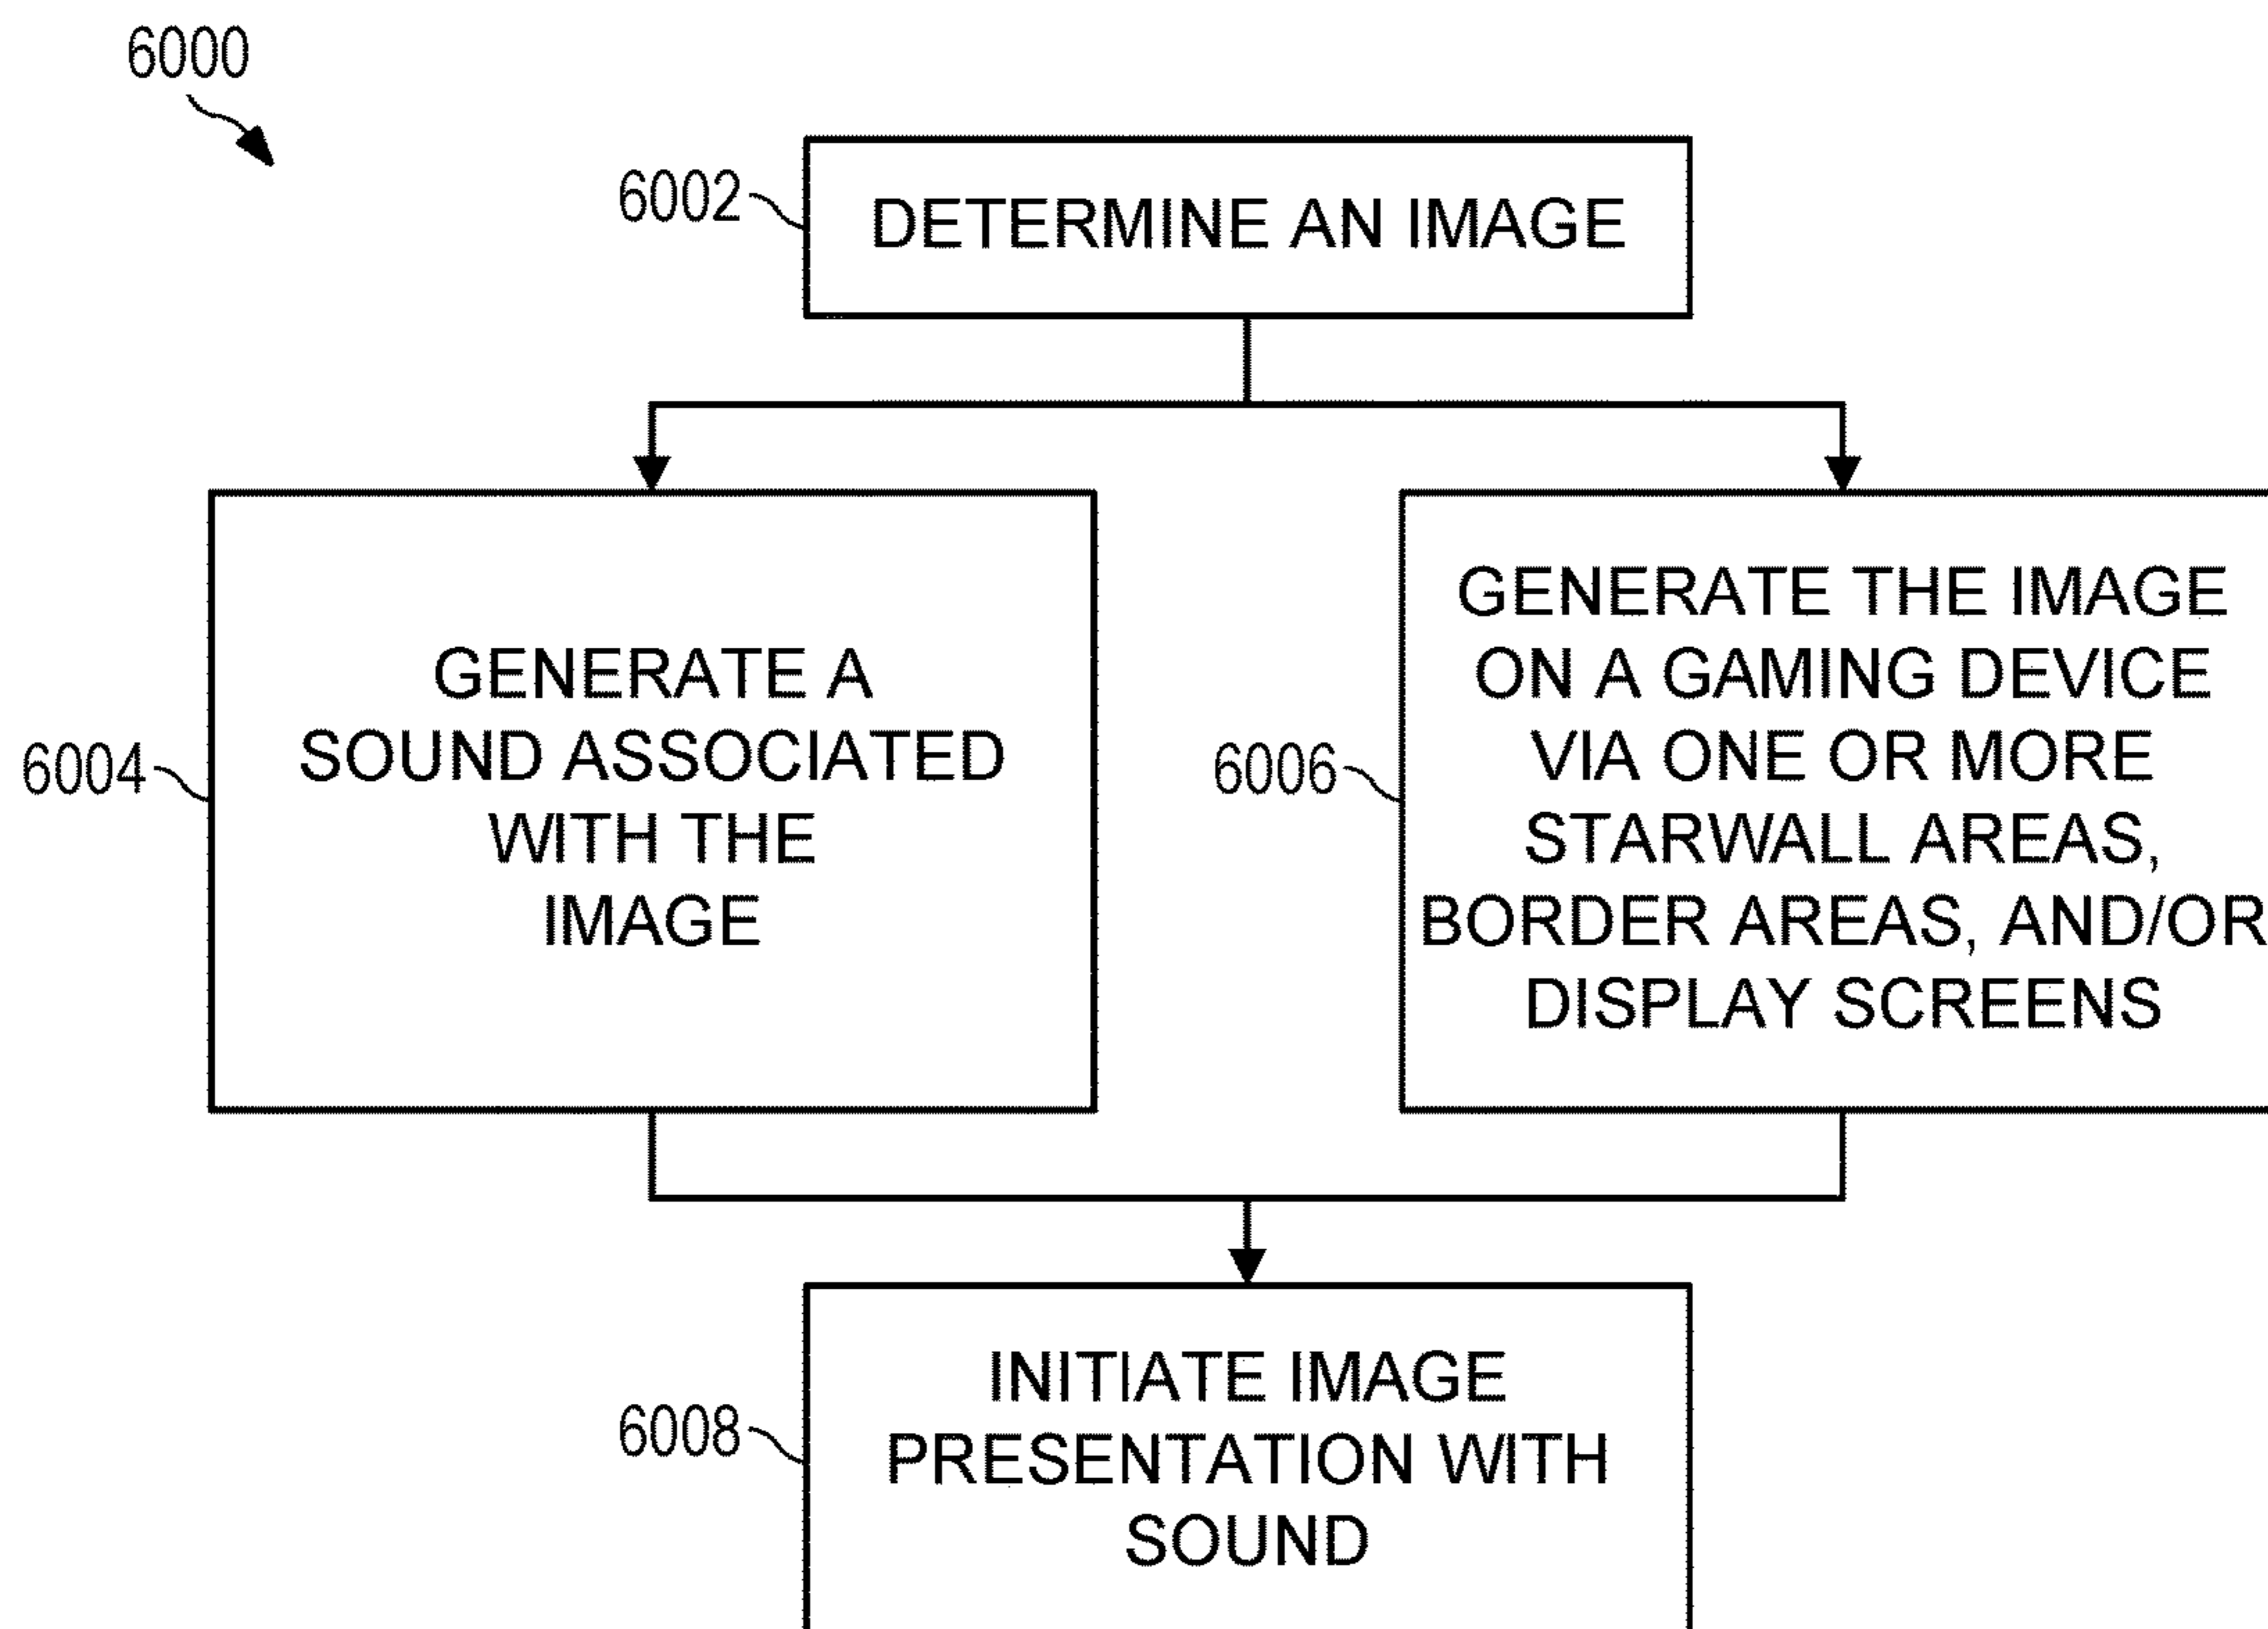 6000
6002
DETERMINE AN IMAGE
6004
GENERATE A
SOUND ASSOCIATED
WITH THE
IMAGE
6006
GENERATE THE IMAGE
ON A GAMING DEVICE
VIA ONE OR MORE
STARWALL AREAS,
BORDER AREAS, AND/OR
DISPLAY SCREENS
6008
INITIATE IMAGE
PRESENTATION WITH
SOUND